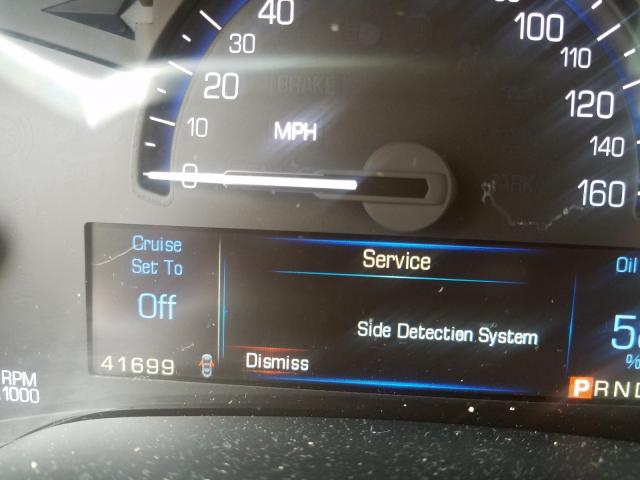 40
30
20
10
0
BRAKE
MPH
100
110
120
140
160
Cruise
Set To
Off
41699
Service
Side Detection System
Dismiss
Oil
%
PRND
RPM
1000